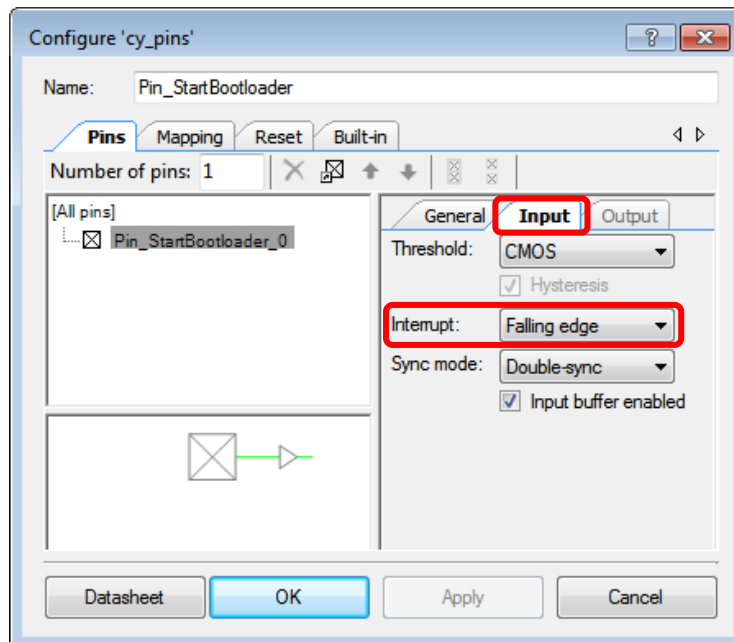 Configure 'cy_pins'
Name: Pin_StartBootloader
Pins Mapping Reset Built-in
Number of pins: 1
[All pins]
Pin_StartBootloader_0
General Input Output
Threshold: CMOS
Hysteresis
Interrupt: Falling edge
Sync mode: Double-sync
Input buffer enabled
Datasheet OK Apply Cancel